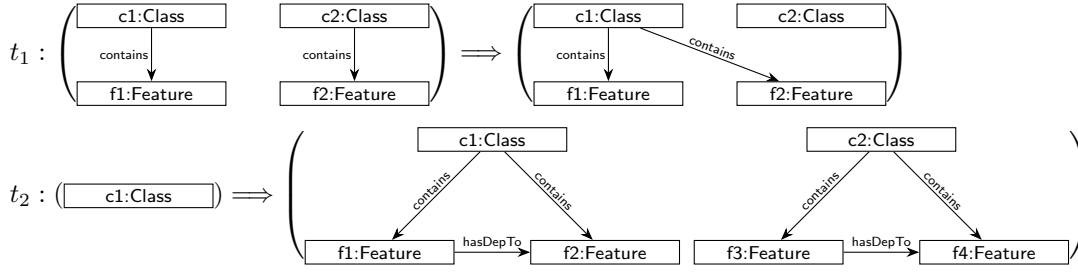 c1:Class c2:Class c1:Class c2:Class
t₁ : ( contains contains ) ⟹ ( contains contains )
f1:Feature f2:Feature f1:Feature f2:Feature
c1:Class c2:Class
t₂ : ( c1:Class ) ⟹ ( contains contains contains contains )
f1:Feature hasDepTo f2:Feature f3:Feature hasDepTo f4:Feature